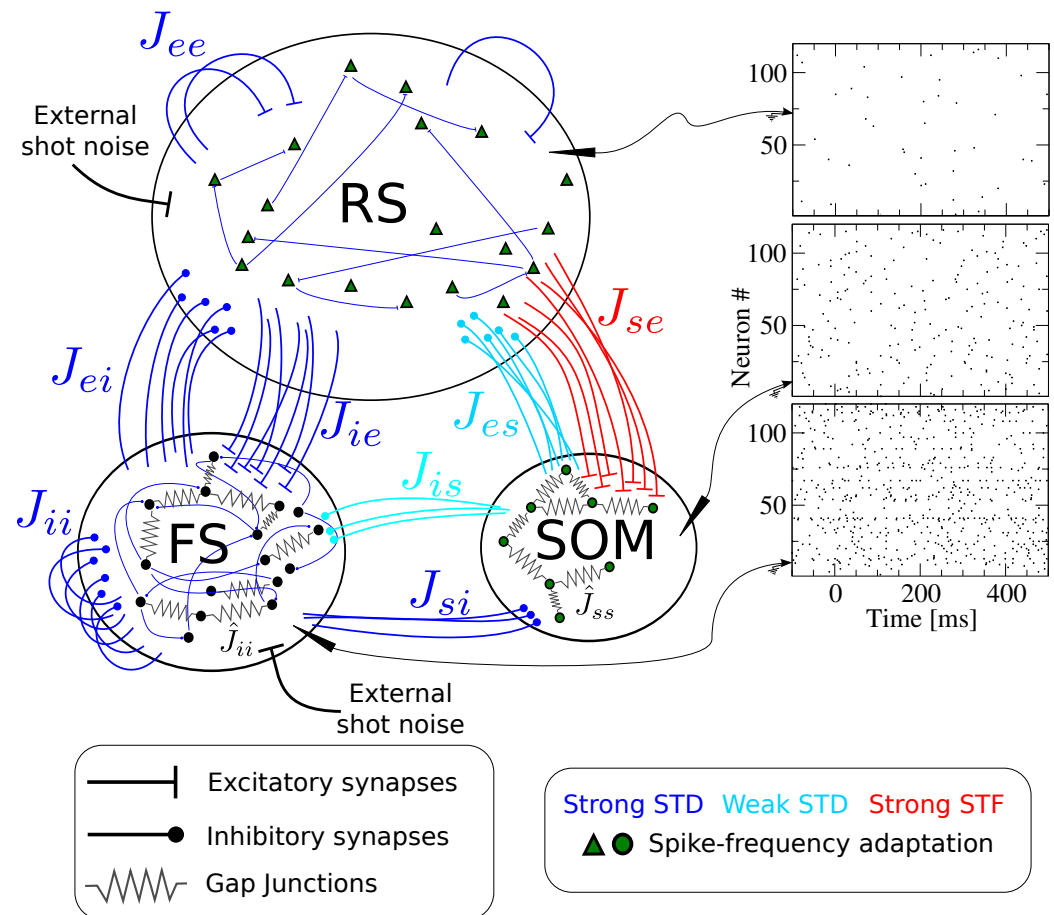 J_ee
External
shot noise
RS
J_ei
J_ie
J_es
J_se
J_is
J_ii
FS
SOM
J_si
Ĵ_ii
Ĵ_ss
External
shot noise
100
50
100
50
100
50
Neuron #
0 200 400
Time [ms]
Excitatory synapses
Inhibitory synapses
Gap Junctions
Strong STD Weak STD Strong STF
Spike-frequency adaptation